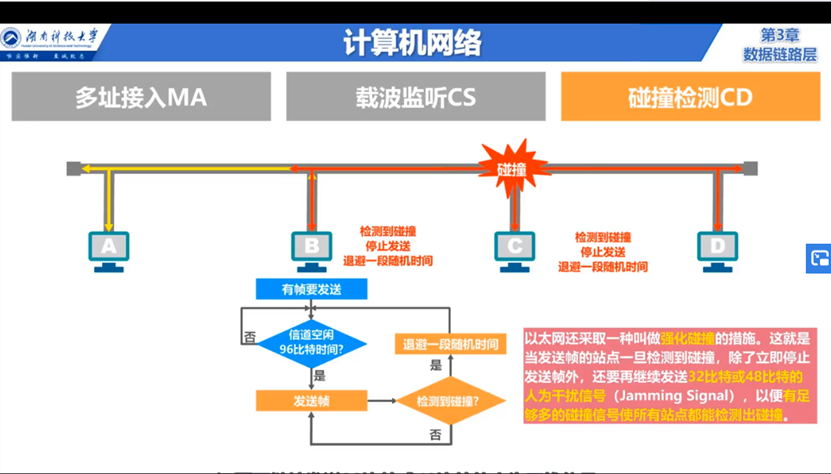 湖南科技大学
计算机网络
第3章
数据链路层
多址接入MA
载波监听CS
碰撞检测CD
碰撞
A
B
C
D
检测到碰撞
停止发送
退避一段随机时间
检测到碰撞
停止发送
退避一段随机时间
有帧要发送
信道空闲
96比特时间?
否
是
发送帧
检测到碰撞?
是
否
退避一段随机时间
以太网还采取一种叫做强化碰撞的措施。这就是
当发送帧的站点一旦检测到碰撞，除了立即停止
发送帧外，还要再继续发送32比特或48比特的
人为干扰信号（Jamming Signal），以便有足
够多的碰撞信号使所有站点都能检测出碰撞。